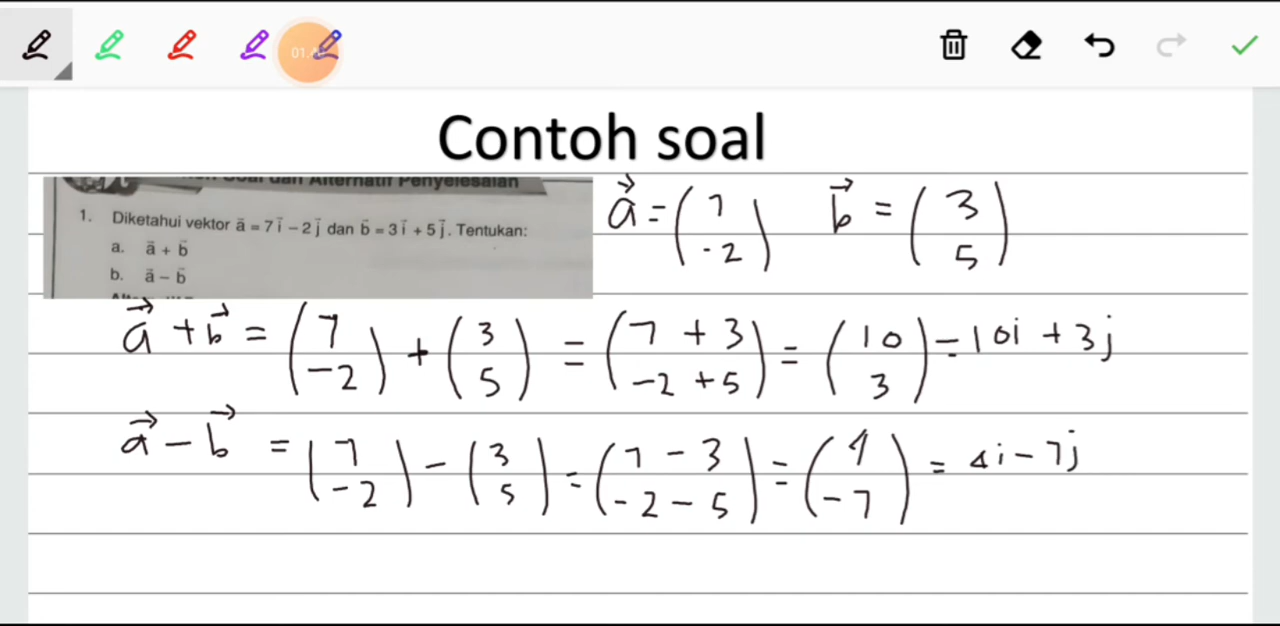 Contoh soal
Soal dan Alternatif Penyelesaian
1. Diketahui vektor a⃗ = 7 i⃗ − 2 j⃗ dan b⃗ = 3 i⃗ + 5 j⃗. Tentukan:
a. a⃗ + b⃗
b. a⃗ − b⃗
a⃗ = (7 -2) b⃗ = (3 5)
a⃗ + b⃗ = (7 −2) + (3 5) = (7 + 3 −2 + 5) = (10 3) = 10i + 3j
a⃗ − b⃗ = (7 −2) − (3 5) = (7 − 3 −2 − 5) = (4 −7) = 4i − 7j